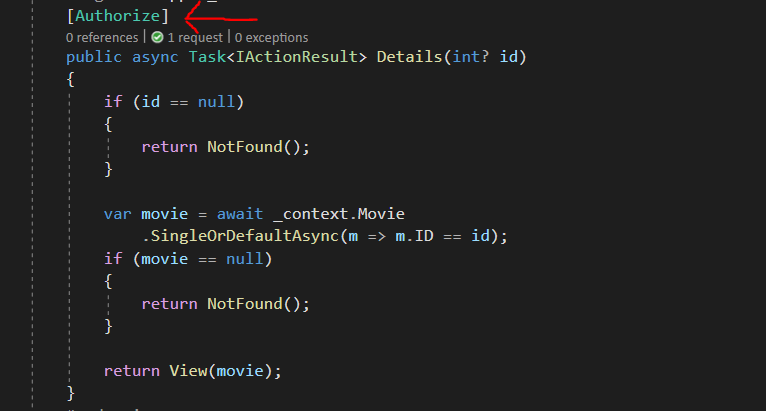 [Authorize]
0 references | 1 request | 0 exceptions
public async Task<IActionResult> Details(int? id)
{
if (id == null)
{
return NotFound();
}
var movie = await _context.Movie
.SingleOrDefaultAsync(m => m.ID == id);
if (movie == null)
{
return NotFound();
}
return View(movie);
}